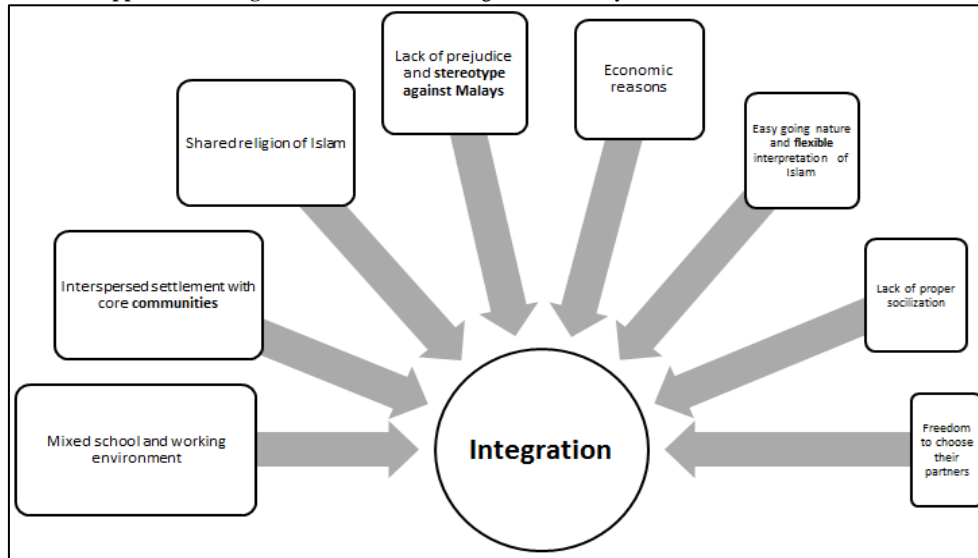 Lack of prejudice
and stereotype
against Malays
Economic
reasons
Shared religion of Islam
Easy going nature
and flexible
interpretation of
Islam
Interspersed settlement with
core communities
Lack of proper
socilization
Mixed school and working
environment
Integration
Freedom
to choose
their
partners